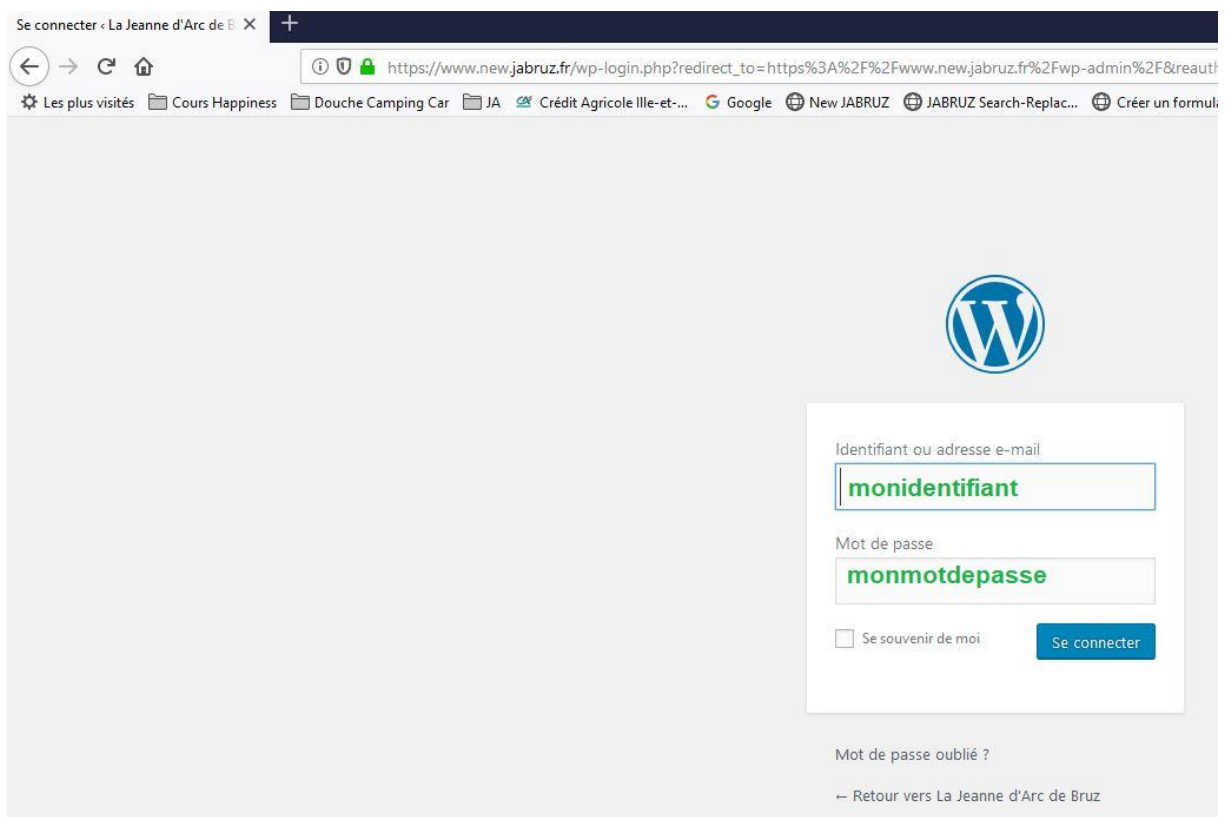 Se connecter ‹ La Jeanne d'Arc de B
https://www.new.jabruz.fr/wp-login.php?redirect_to=https%3A%2F%2Fwww.new.jabruz.fr%2Fwp-admin%2F&reauth
Les plus visités Cours Happiness Douche Camping Car JA Crédit Agricole Ille-et-... Google New JABRUZ JABRUZ Search-Replac... Créer un formula
Identifiant ou adresse e-mail
monidentifiant
Mot de passe
monmotdepasse
Se souvenir de moi Se connecter
Mot de passe oublié ?
← Retour vers La Jeanne d'Arc de Bruz